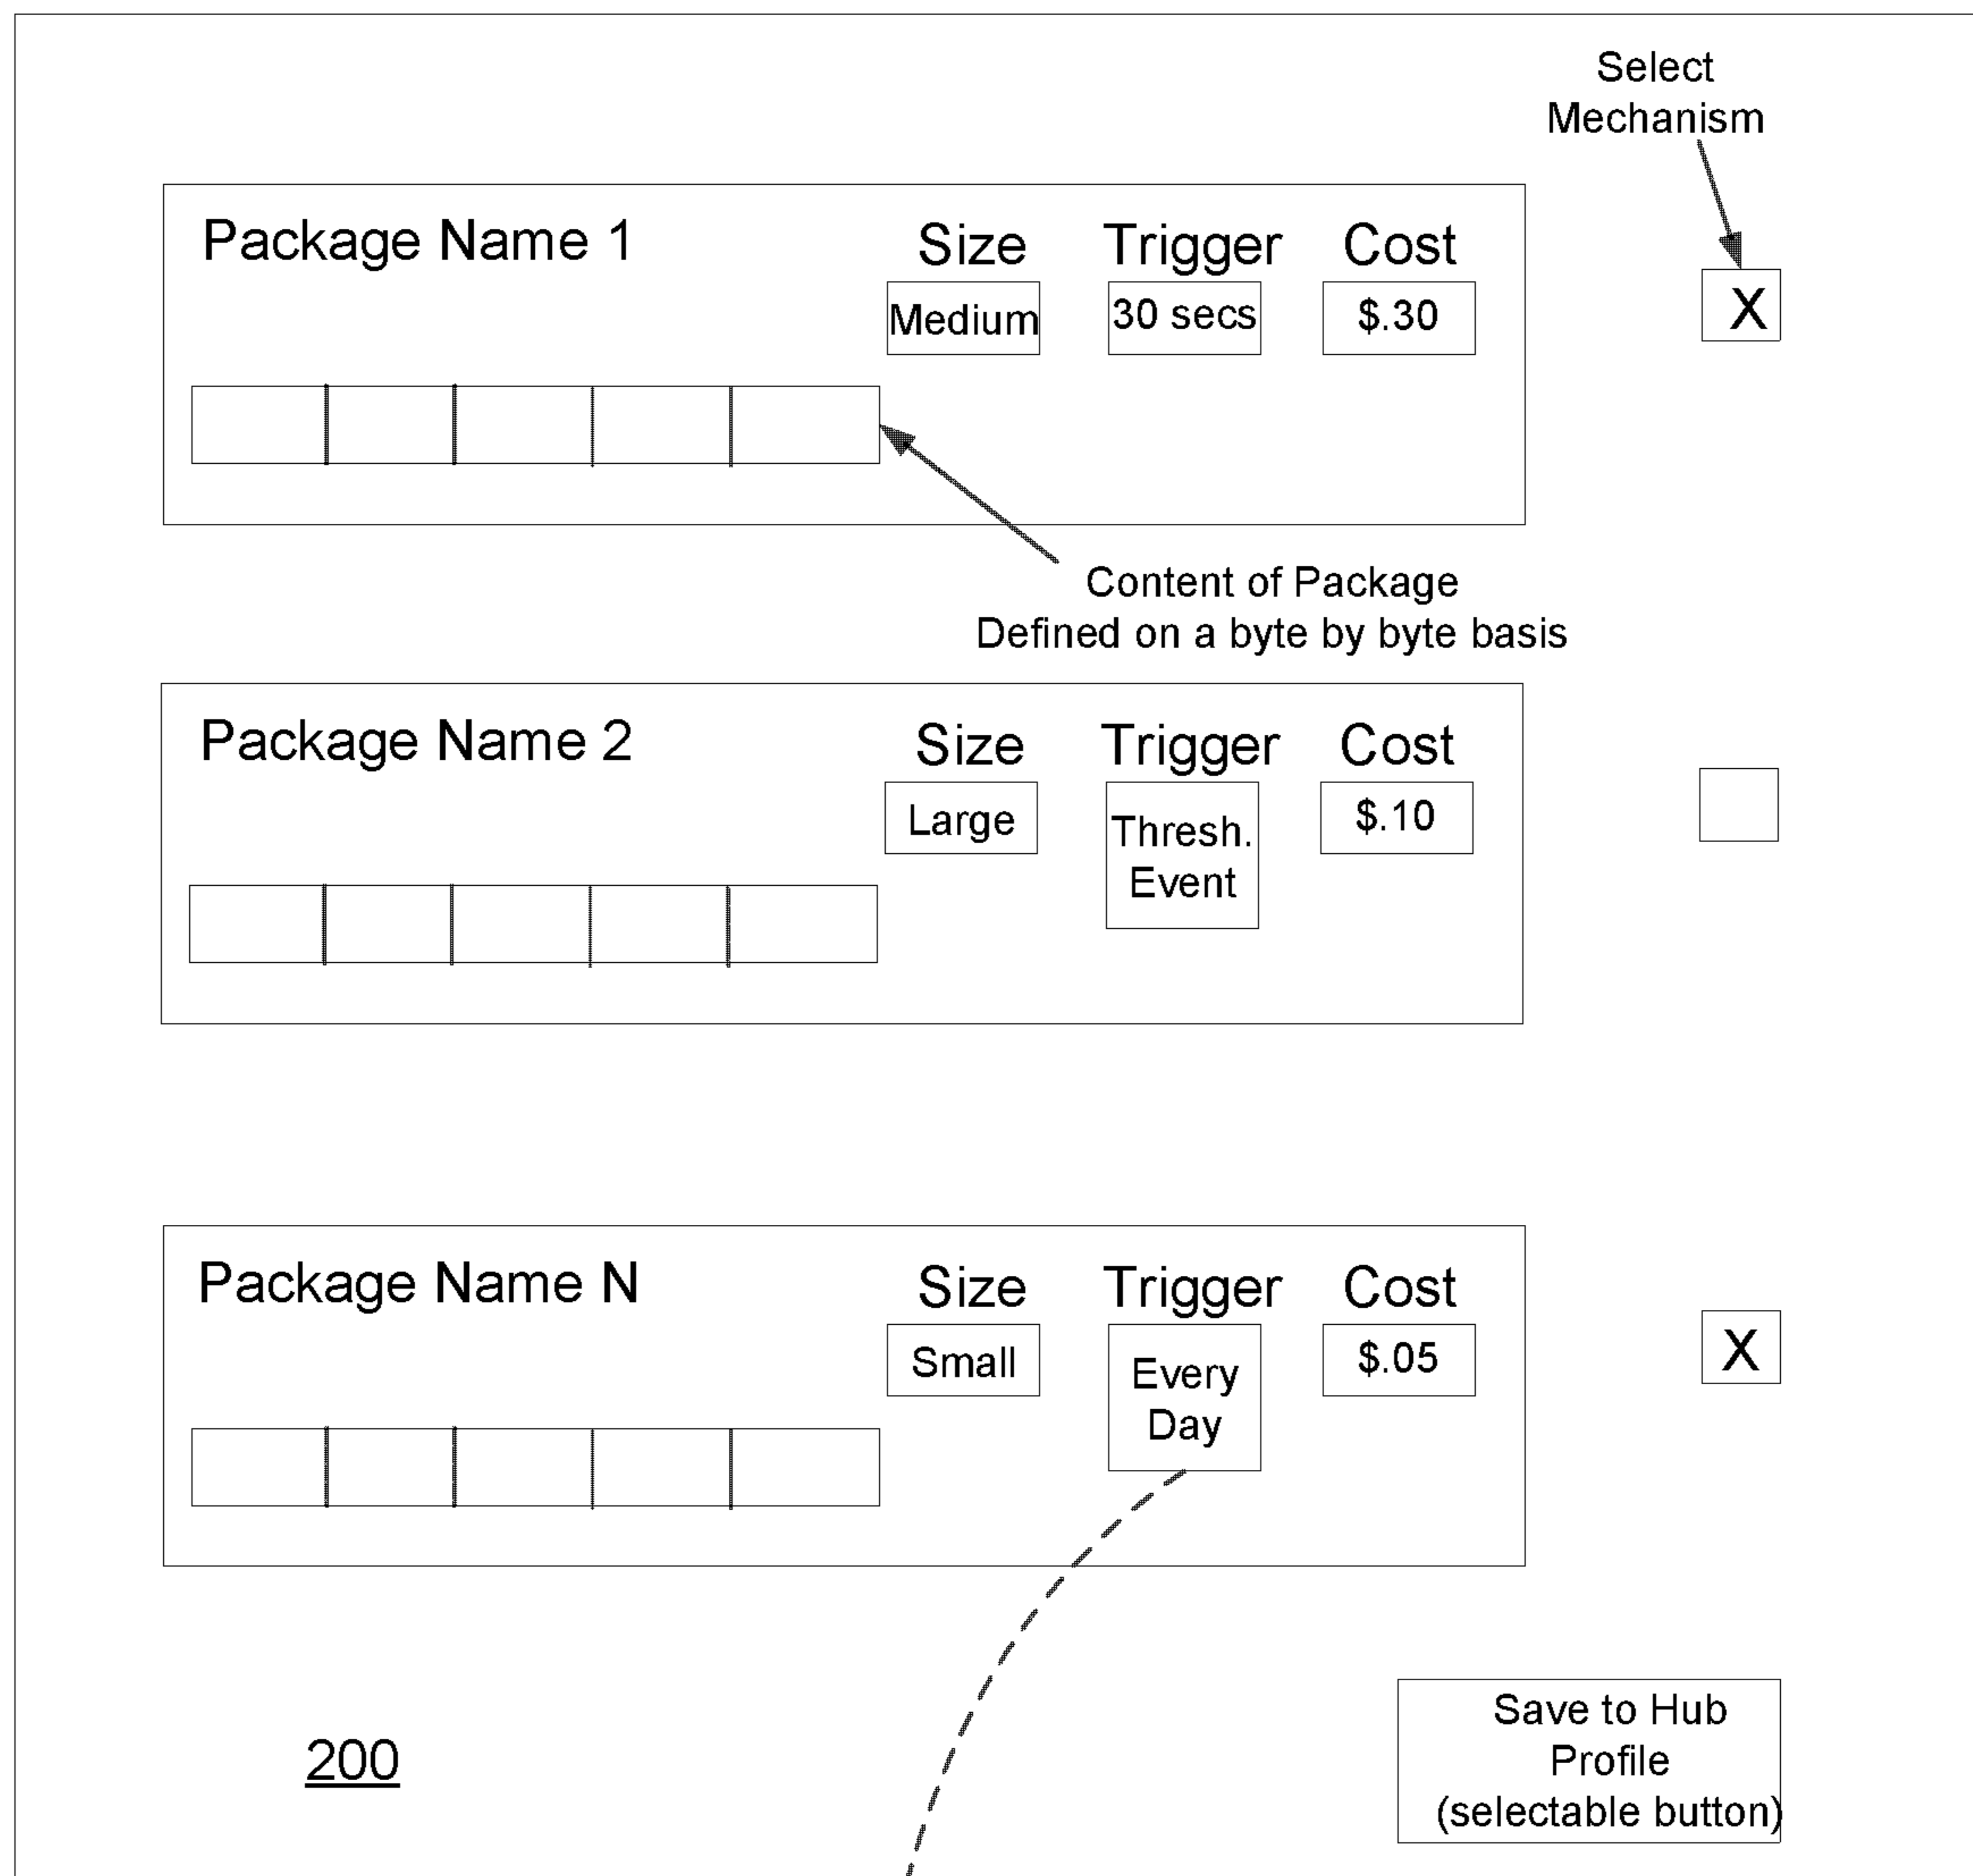 Select
Mechanism
Package Name 1
Size Trigger Cost
Medium 30 secs $.30
X
Content of Package
Defined on a byte by byte basis
Package Name 2
Size Trigger Cost
Large Thresh. $.10
Event
Package Name N
Size Trigger Cost
Small Every $.05
Day
X
Save to Hub
Profile
(selectable button)
200